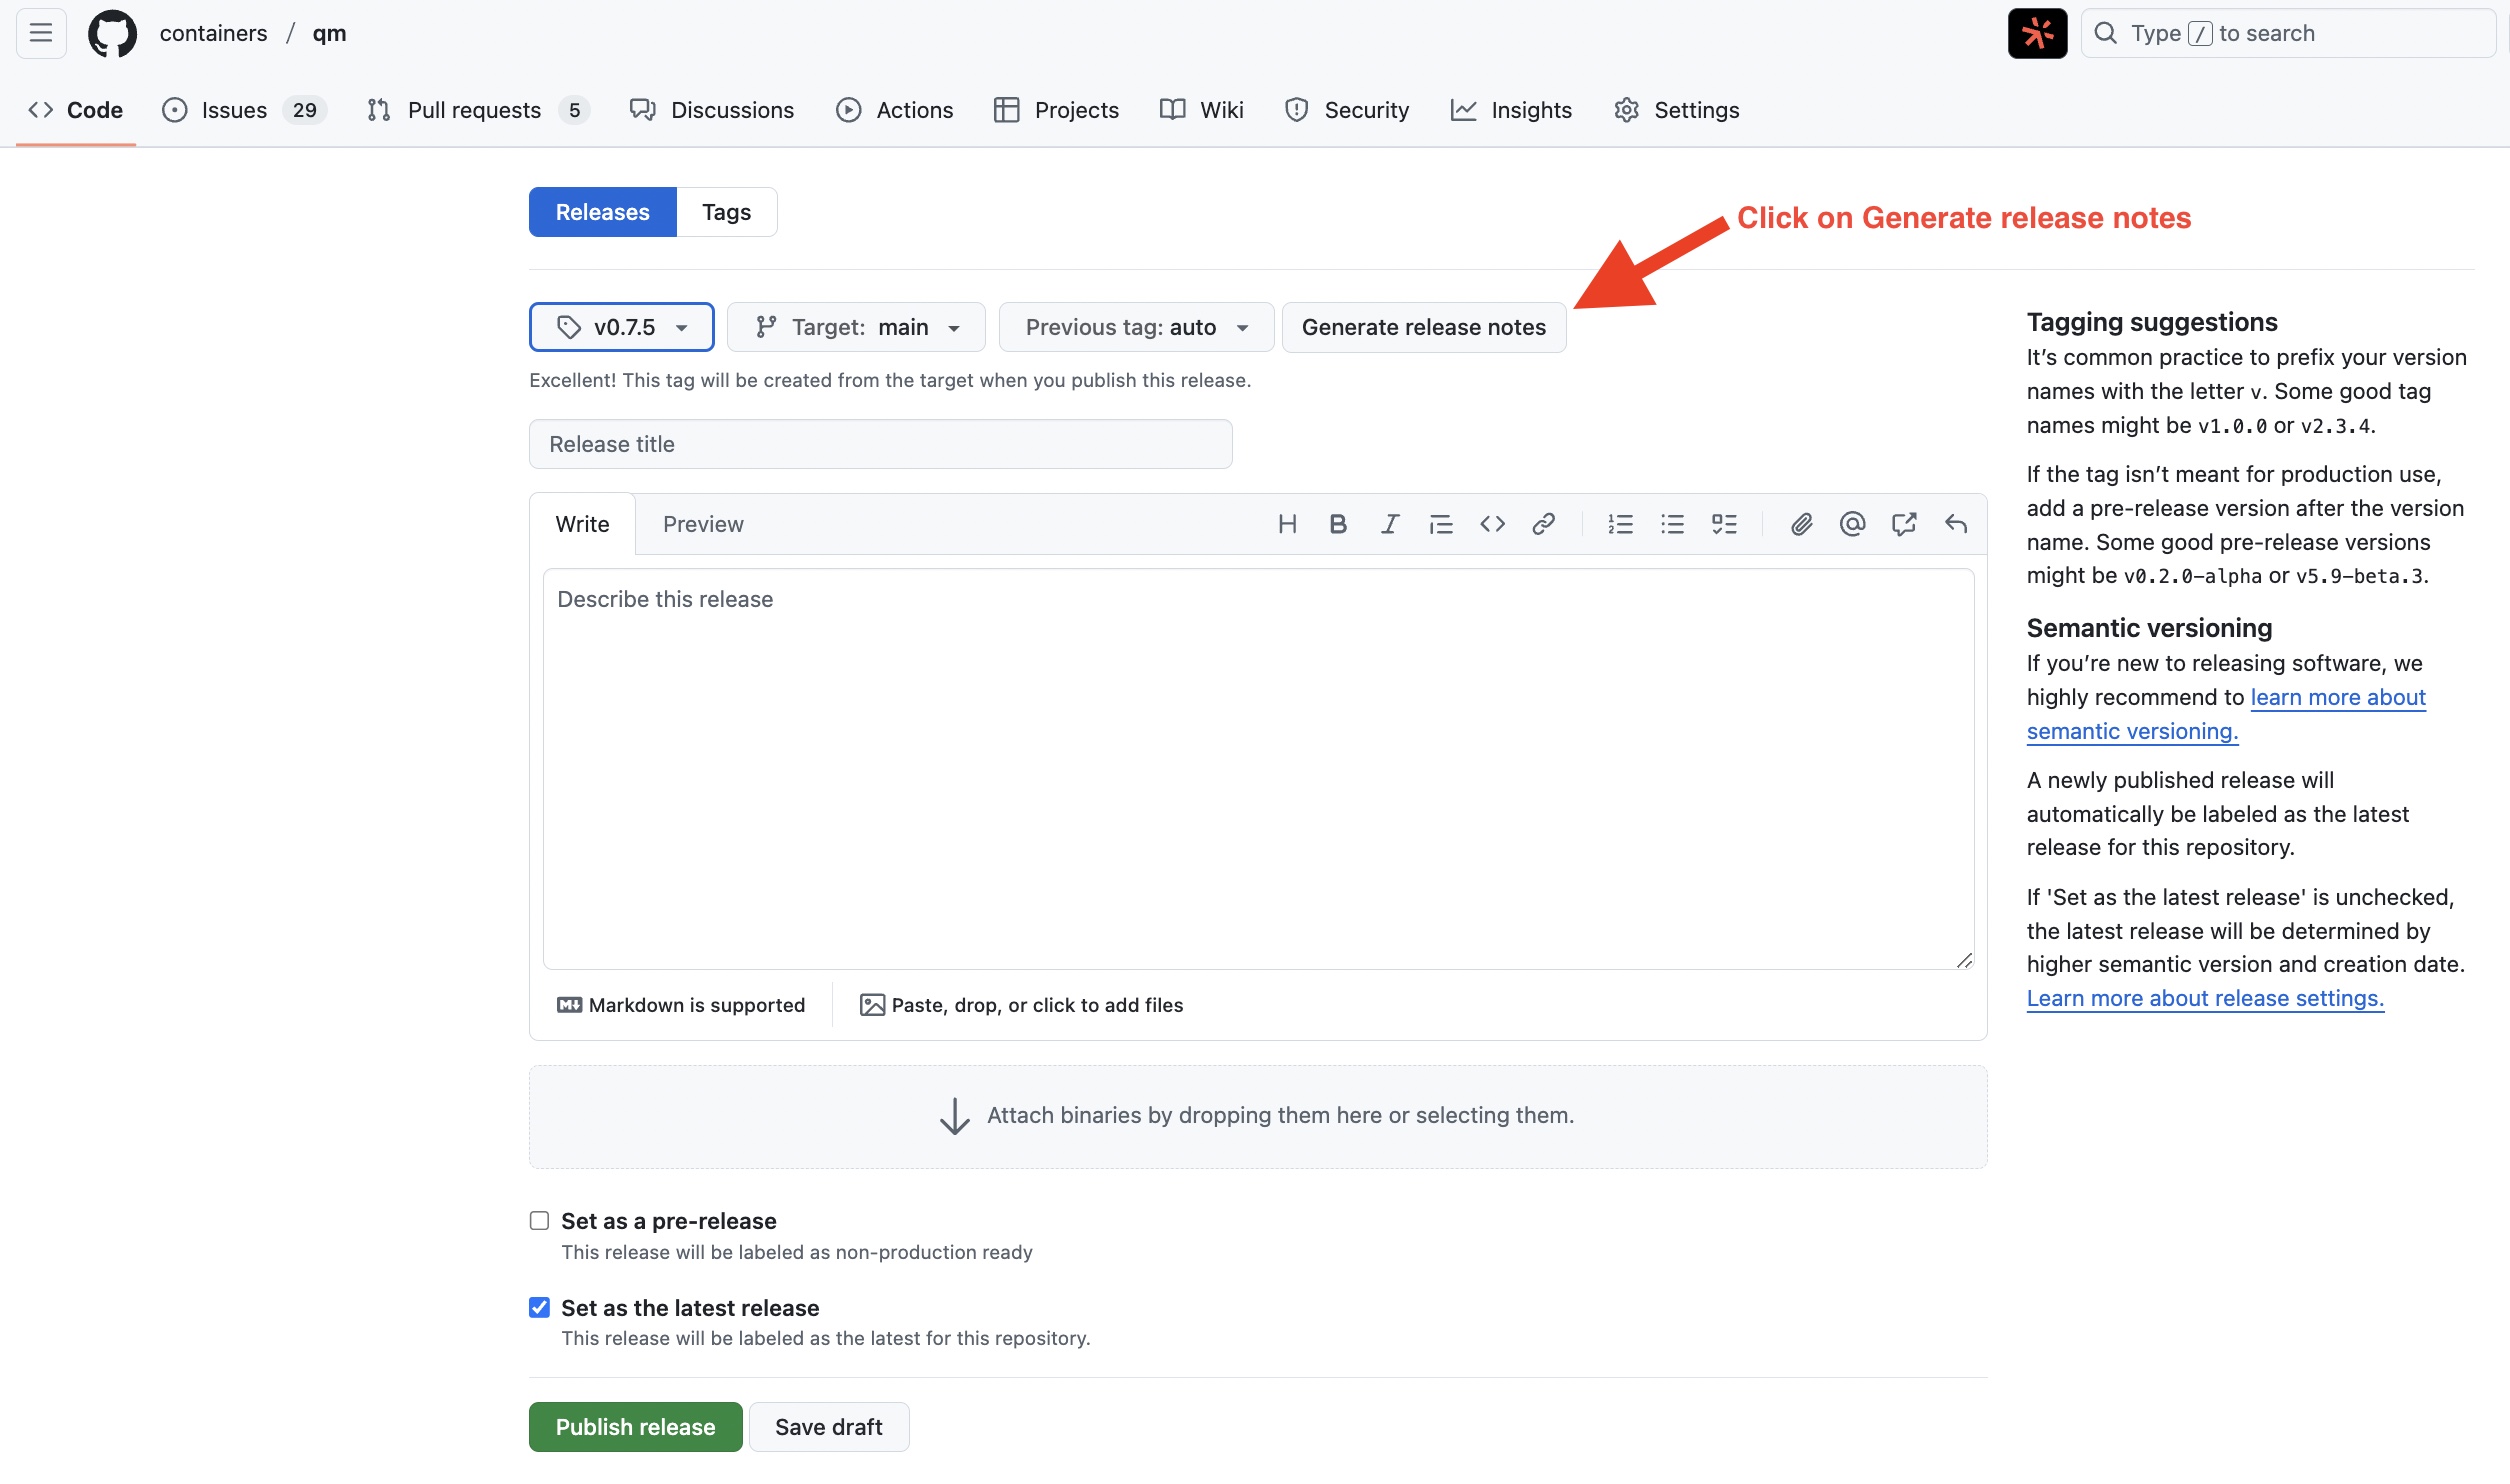 containers / qm
Type / to search
Code
Issues 29
Pull requests 5
Discussions
Actions
Projects
Wiki
Security
Insights
Settings
Releases
Tags
Click on Generate release notes
v0.7.5
Target: main
Previous tag: auto
Generate release notes
Excellent! This tag will be created from the target when you publish this release.
Release title
Write
Preview
H B I
Describe this release
Markdown is supported
Paste, drop, or click to add files
Attach binaries by dropping them here or selecting them.
Set as a pre-release
This release will be labeled as non-production ready
Set as the latest release
This release will be labeled as the latest for this repository.
Publish release
Save draft
Tagging suggestions
It’s common practice to prefix your version
names with the letter v. Some good tag
names might be v1.0.0 or v2.3.4.
If the tag isn’t meant for production use,
add a pre-release version after the version
name. Some good pre-release versions
might be v0.2.0-alpha or v5.9-beta.3.
Semantic versioning
If you’re new to releasing software, we
highly recommend to learn more about
semantic versioning.
A newly published release will
automatically be labeled as the latest
release for this repository.
If 'Set as the latest release' is unchecked,
the latest release will be determined by
higher semantic version and creation date.
Learn more about release settings.